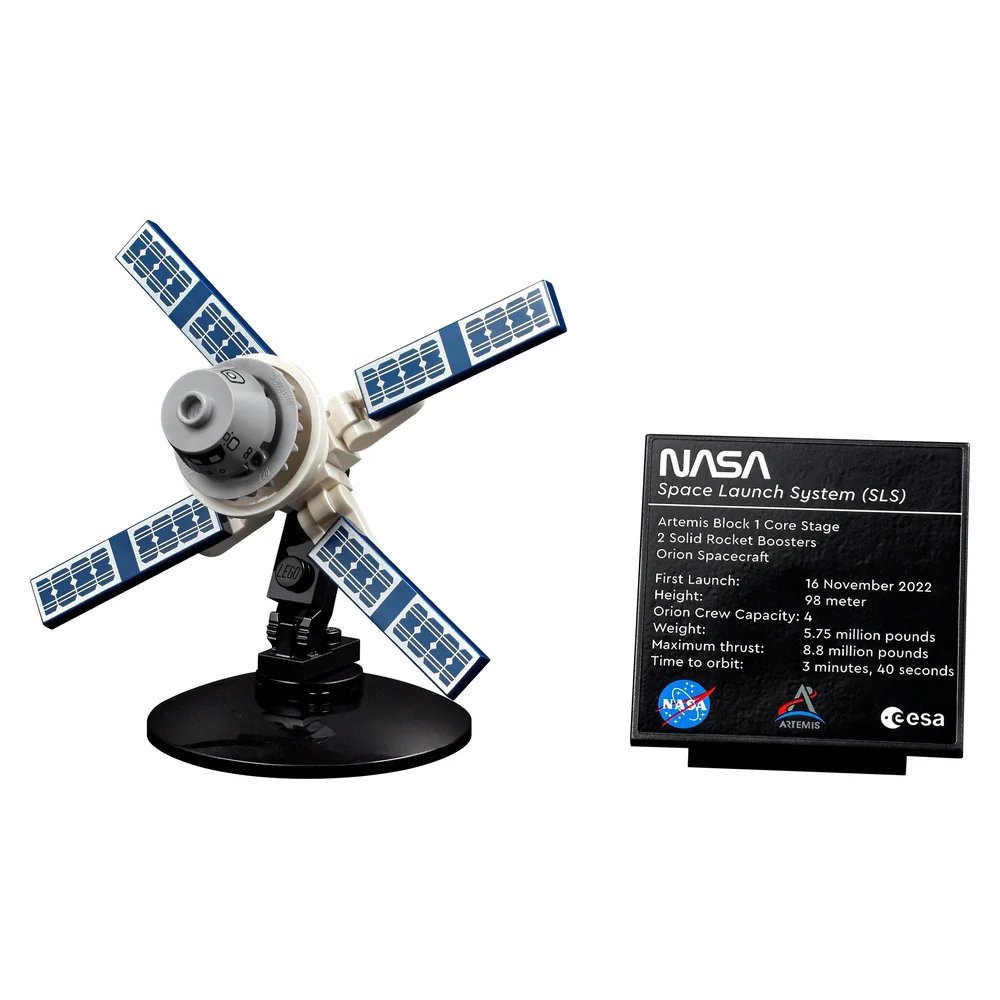 LEGO
NASA
Space Launch System (SLS)
Artemis Block 1 Core Stage
2 Solid Rocket Boosters
Orion Spacecraft
First Launch: 16 November 2022
Height: 98 meter
Orion Crew Capacity: 4
Weight: 5.75 million pounds
Maximum thrust: 8.8 million pounds
Time to orbit: 3 minutes, 40 seconds
NASA
ARTEMIS
esa